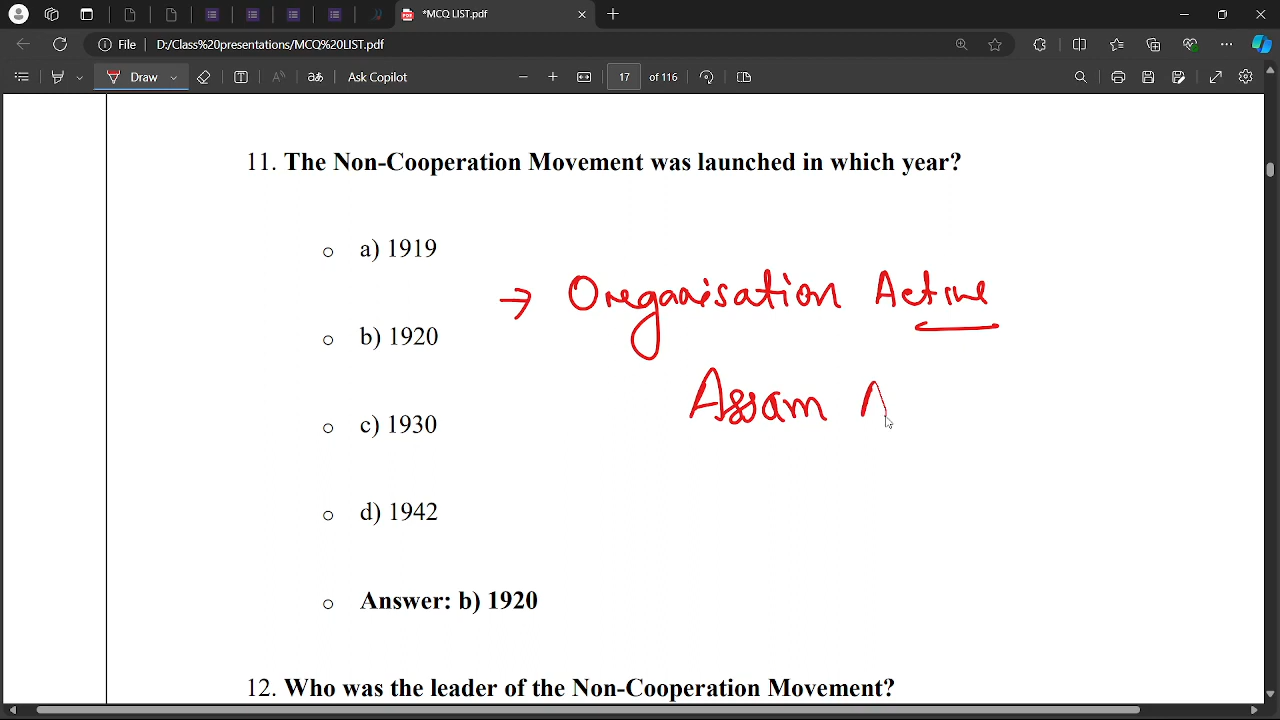 *MCQ LIST.pdf
File D:/Class%20presentations/MCQ%20LIST.pdf
Draw Ask Copilot 17 of 116
11. The Non-Cooperation Movement was launched in which year?
a) 1919
→ Oreganisation Active
b) 1920
Assam
c) 1930
d) 1942
Answer: b) 1920
12. Who was the leader of the Non-Cooperation Movement?